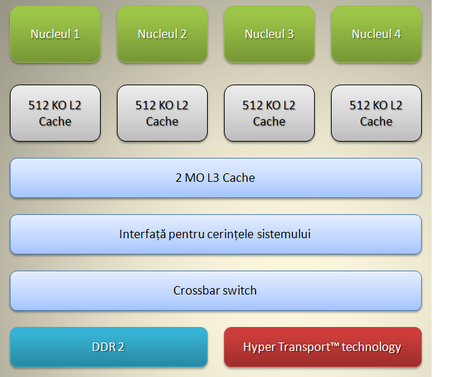 Nucleul 1 Nucleul 2 Nucleul 3 Nucleul 4
512 KO L2 512 KO L2 512 KO L2 512 KO L2
Cache Cache Cache Cache
2 MO L3 Cache
Interfață pentru cerințele sistemului
Crossbar switch
DDR 2 Hyper Transport™ technology